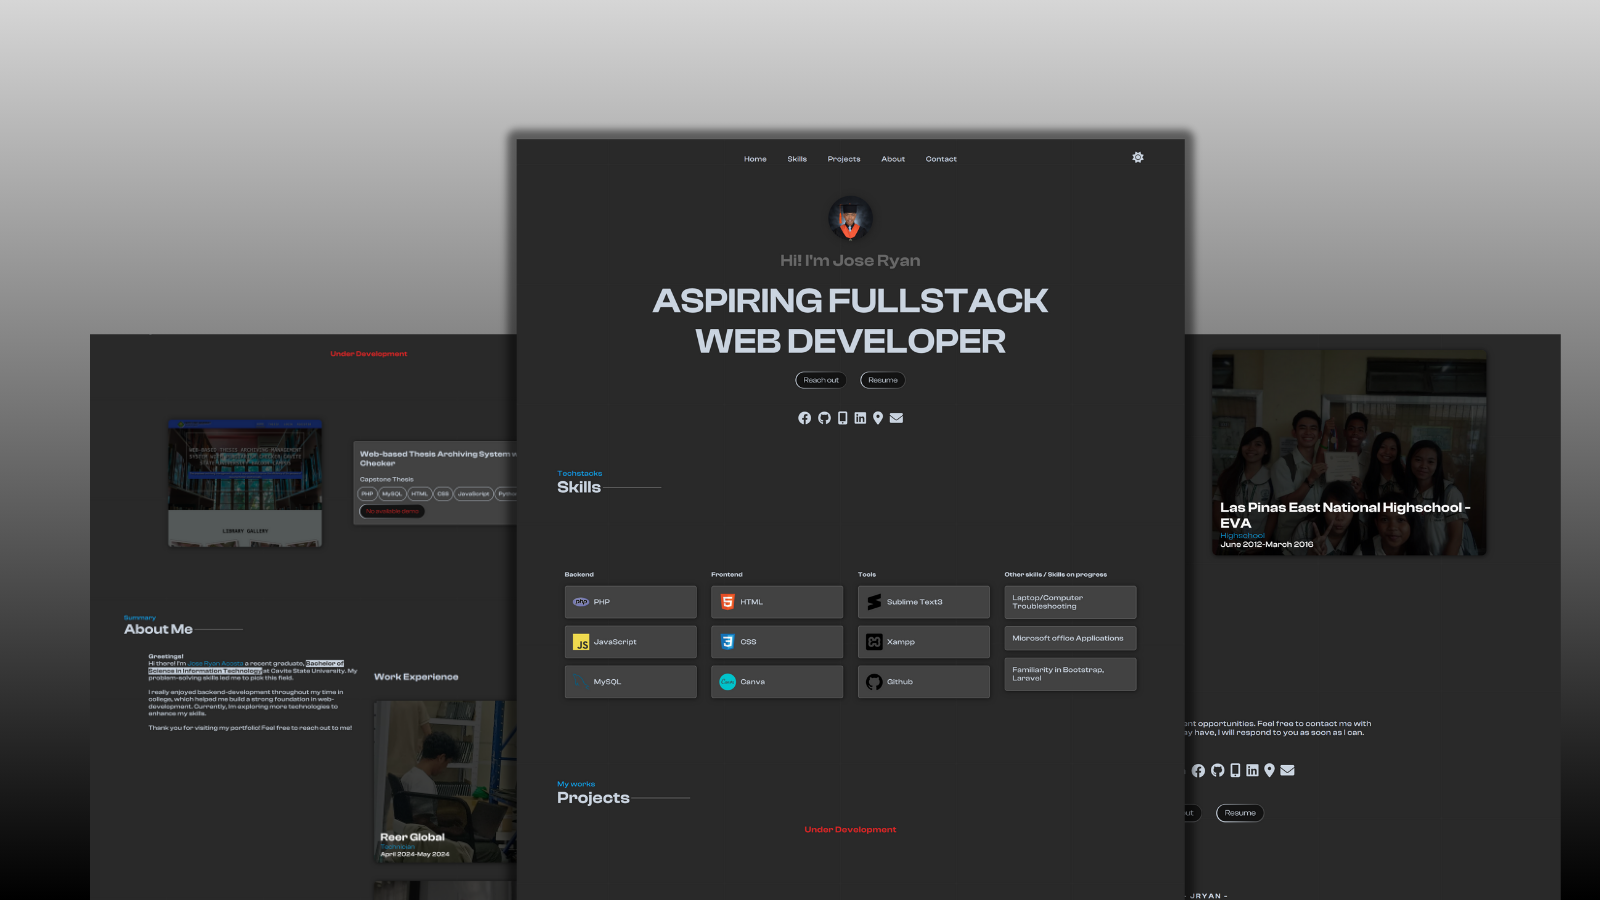 Home Skills Projects About Contact
Hi! I'm Jose Ryan
ASPIRING FULLSTACK
WEB DEVELOPER
Reach out Resume
Techstacks
Skills
Backend
PHP
JavaScript
MySQL
Frontend
HTML
CSS
Canva
Tools
Sublime Text3
Xampp
Github
Other skills / Skills on progress
Laptop/Computer
Troubleshooting
Microsoft office Applications
Familiarity in Bootstrap,
Laravel
My works
Projects
Under Development
Under Development
WEB-BASED THESIS ARCHIVING MANAGEMENT
LIBRARY GALLERY
Web-based Thesis Archiving System w
Checker
Capstone Thesis
PHP MySQL HTML CSS JavaScript Pytho
No available demo
Summary
About Me
Greetings!
Hi there! I'm Jose Ryan Acosta a recent graduate, Bachelor of
Science in Information Technology at Cavite State University. My
problem-solving skills led me to pick this field.
I really enjoyed backend-development throughout my time in
college, which helped me build a strong foundation in web-
development. Currently, Im exploring more technologies to
enhance my skills.
Thank you for visiting my portfolio! Feel free to reach out to me!
Work Experience
Reer Global
Technician
April 2024-May 2024
Las Pinas East National Highschool -
EVA
Highschool
June 2012-March 2016
ant opportunities. Feel free to contact me with
ay have, I will respond to you as soon as I can.
out Resume
- JRYAN -